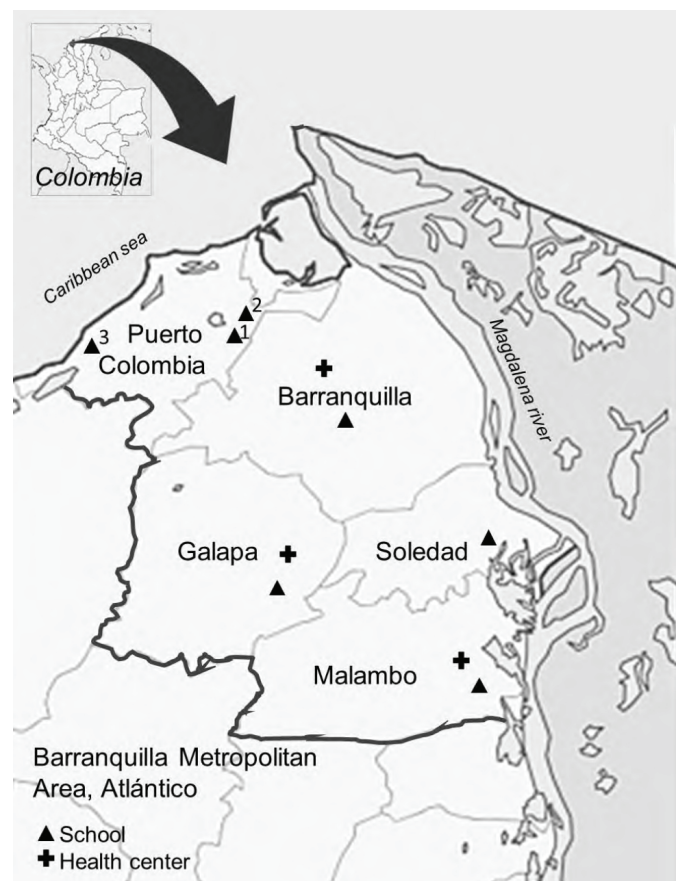 Colombia
Caribbean sea
Magdalena river
2
1
3
Puerto
Colombia
Barranquilla
Galapa
Soledad
Malambo
Barranquilla Metropolitan
Area, Atlántico
School
Health center